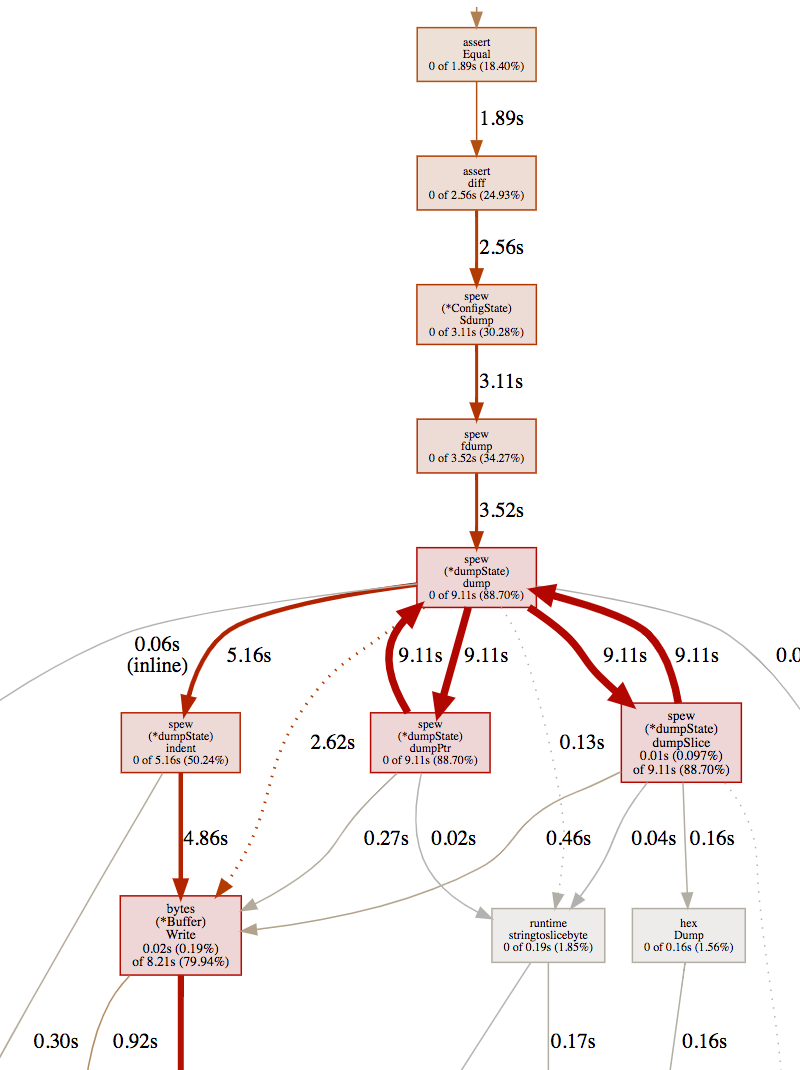 assert
Equal
0 of 1.89s (18.40%)
1.89s
assert
diff
0 of 2.56s (24.93%)
2.56s
spew
(*ConfigState)
Sdump
0 of 3.11s (30.28%)
3.11s
spew
fdump
0 of 3.52s (34.27%)
3.52s
spew
(*dumpState)
dump
0 of 9.11s (88.70%)
0.06s
(inline)
5.16s
9.11s
9.11s
9.11s
9.11s
0.0
spew
(*dumpState)
indent
0 of 5.16s (50.24%)
2.62s
spew
(*dumpState)
dumpPtr
0 of 9.11s (88.70%)
0.13s
spew
(*dumpState)
dumpSlice
0.01s (0.097%)
of 9.11s (88.70%)
4.86s
0.27s
0.02s
0.46s
0.04s
0.16s
bytes
(*Buffer)
Write
0.02s (0.19%)
of 8.21s (79.94%)
runtime
stringtoslicebyte
0 of 0.19s (1.85%)
hex
Dump
0 of 0.16s (1.56%)
0.30s
0.92s
0.17s
0.16s